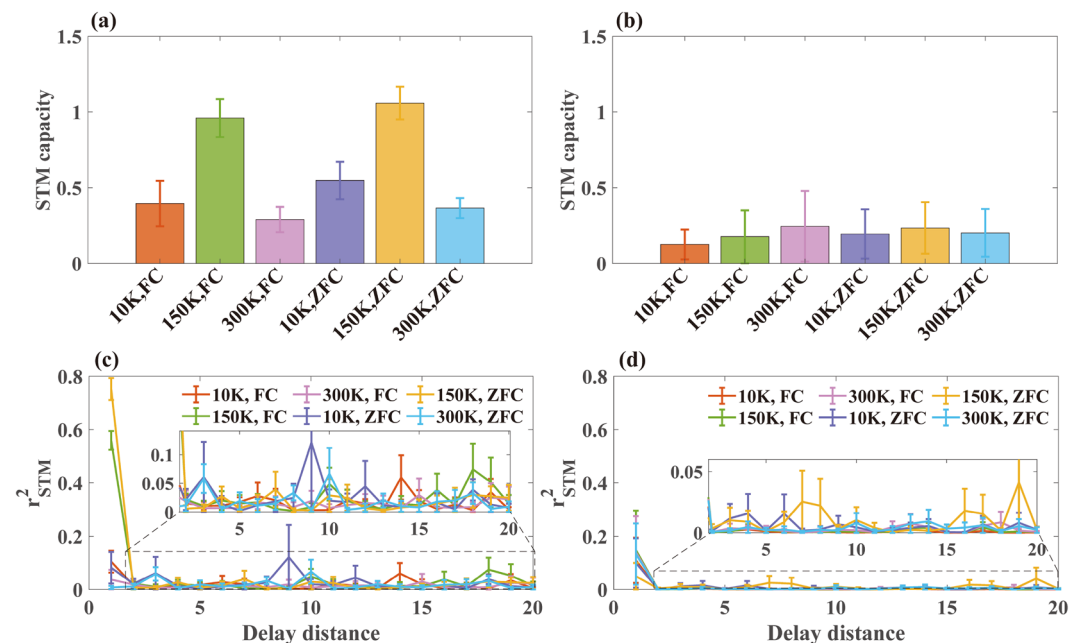 (a)
1.5
1
0.5
0
STM capacity
10K,FC
150K,FC
300K,FC
10K,ZFC
150K,ZFC
300K,ZFC
(b)
1.5
1
0.5
0
STM capacity
10K,FC
150K,FC
300K,FC
10K,ZFC
150K,ZFC
300K,ZFC
(c)
0.8
0.6
0.4
0.2
0
r²STM
10K, FC 300K, FC 150K, ZFC
150K, FC 10K, ZFC 300K, ZFC
0.1
0.05
0
5 10 15 20
0 5 10 15 20
Delay distance
(d)
0.8
0.6
0.4
0.2
0
r²STM
10K, FC 300K, FC 150K, ZFC
150K, FC 10K, ZFC 300K, ZFC
0.05
0
5 10 15 20
0 5 10 15 20
Delay distance